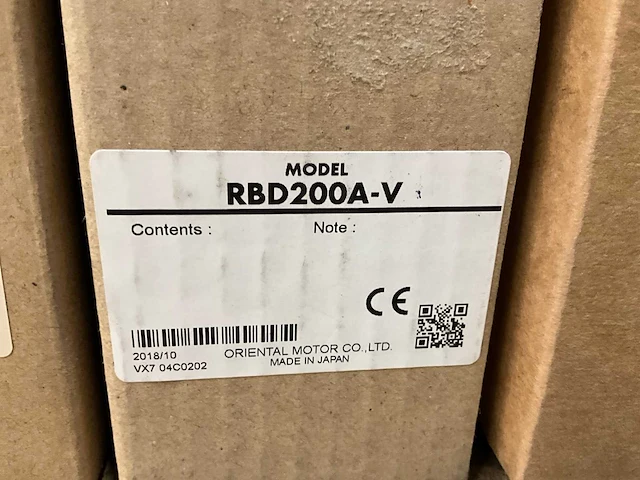 MODEL
RBD200A-V
Contents : Note :
CE
2018/10 ORIENTAL MOTOR CO.,LTD.
VX7 04C0202 MADE IN JAPAN